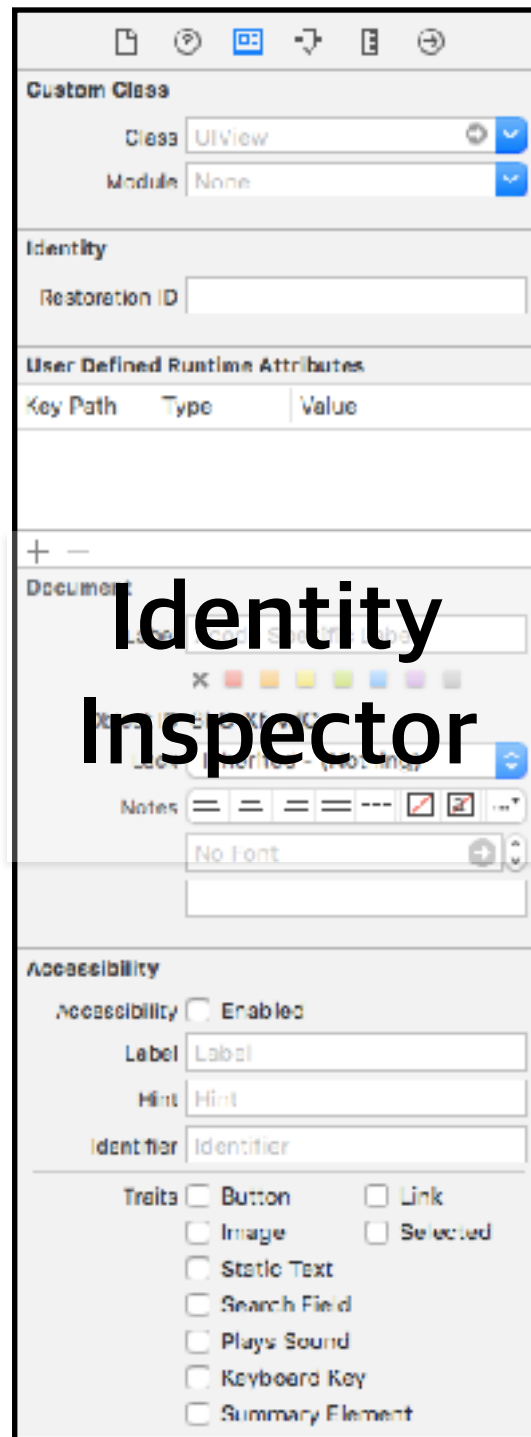 Custom Class
Class UIView
Module None
Identity
Restoration ID
User Defined Runtime Attributes
Key Path Type Value
+ −
Document
Identity
Label
Inspector
Notes
No Font
Accessibility
Accessibility Enabled
Label Label
Hint Hint
Identifier Identifier
Traits Button Link
Image Selected
Static Text
Search Field
Plays Sound
Keyboard Key
Summary Element